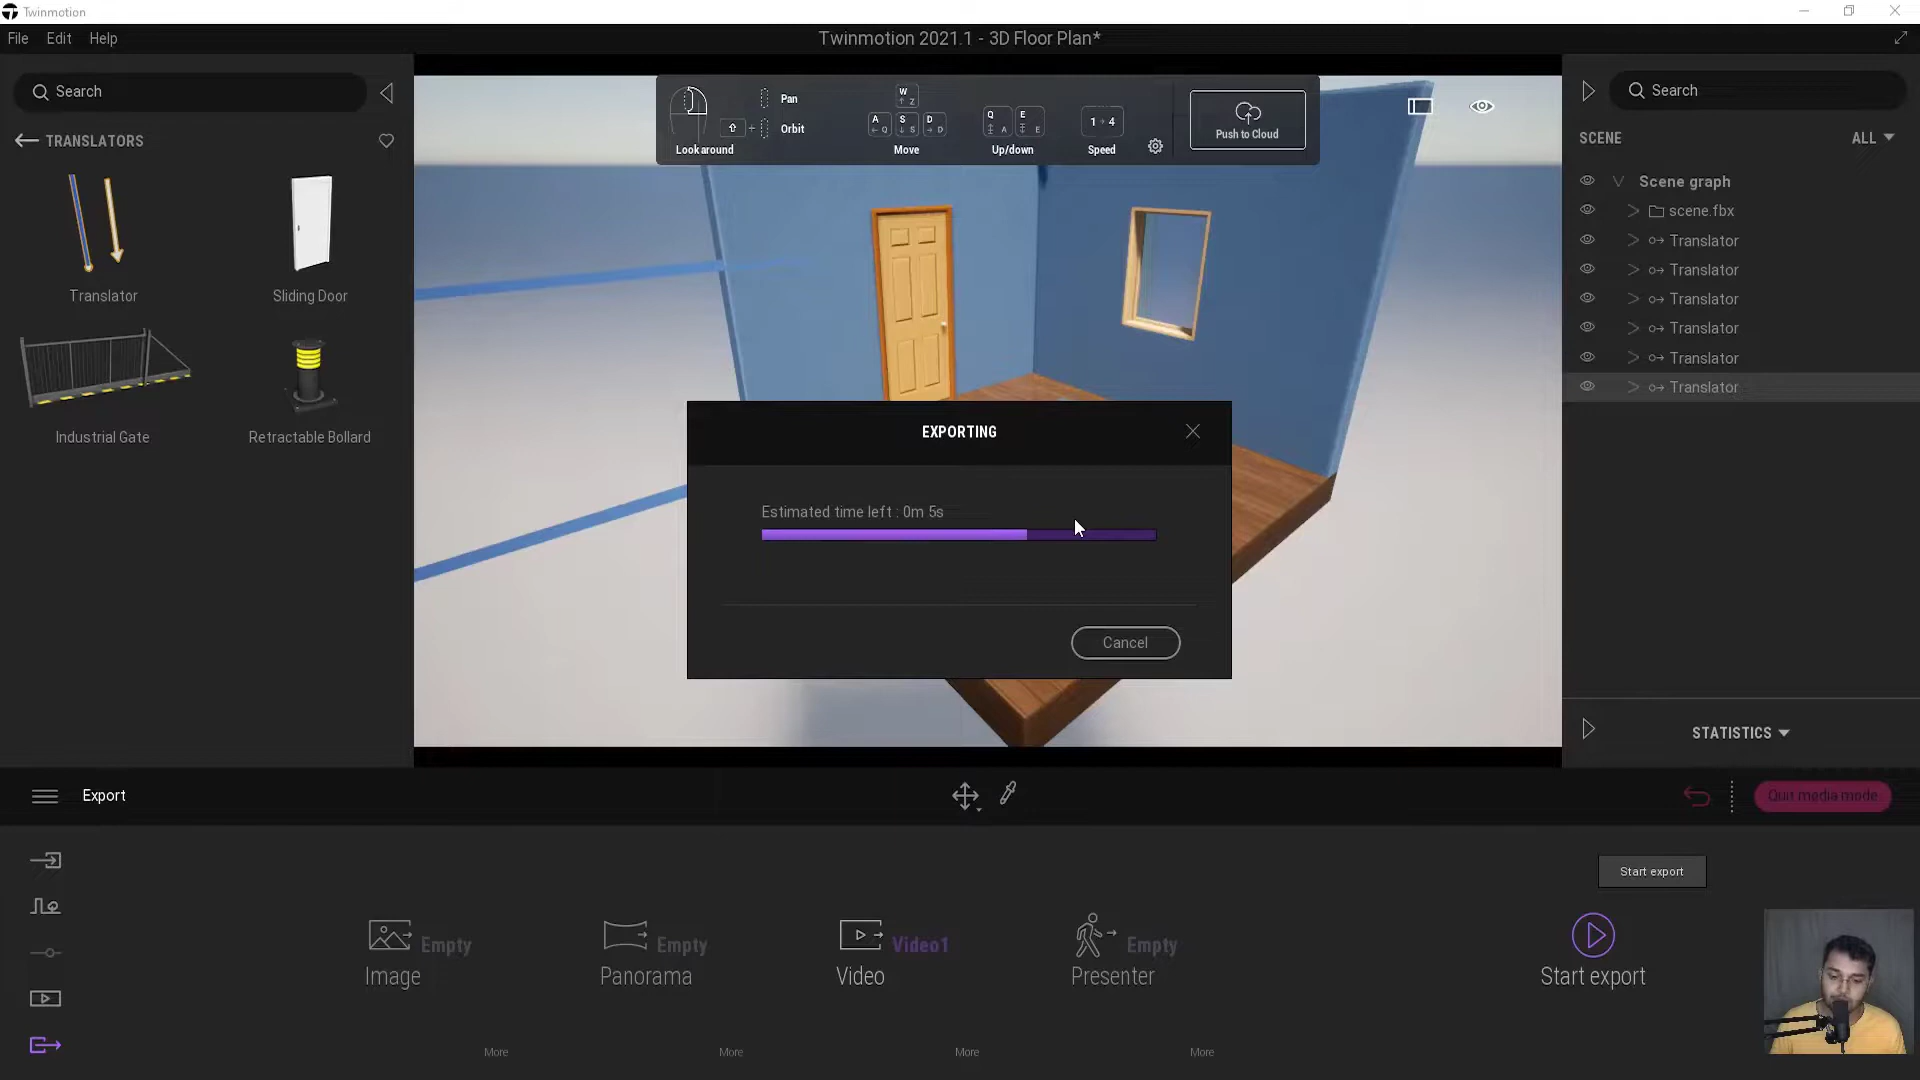 Twinmotion
File Edit Help
Twinmotion 2021.1 - 3D Floor Plan*
Search
TRANSLATORS
Translator
Sliding Door
Industrial Gate
Retractable Bollard
Look around
Pan
Orbit
W
Z
A
Q
S
S
D
D
Move
Q
A
E
E
Up/down
1 4
Speed
Push to Cloud
Search
SCENE
ALL
Scene graph
scene.fbx
Translator
Translator
Translator
Translator
Translator
Translator
EXPORTING
Estimated time left : 0m 5s
Cancel
STATISTICS
Export
Quit media mode
Start export
Empty
Image
More
Empty
Panorama
More
Video1
Video
More
Empty
Presenter
More
Start export